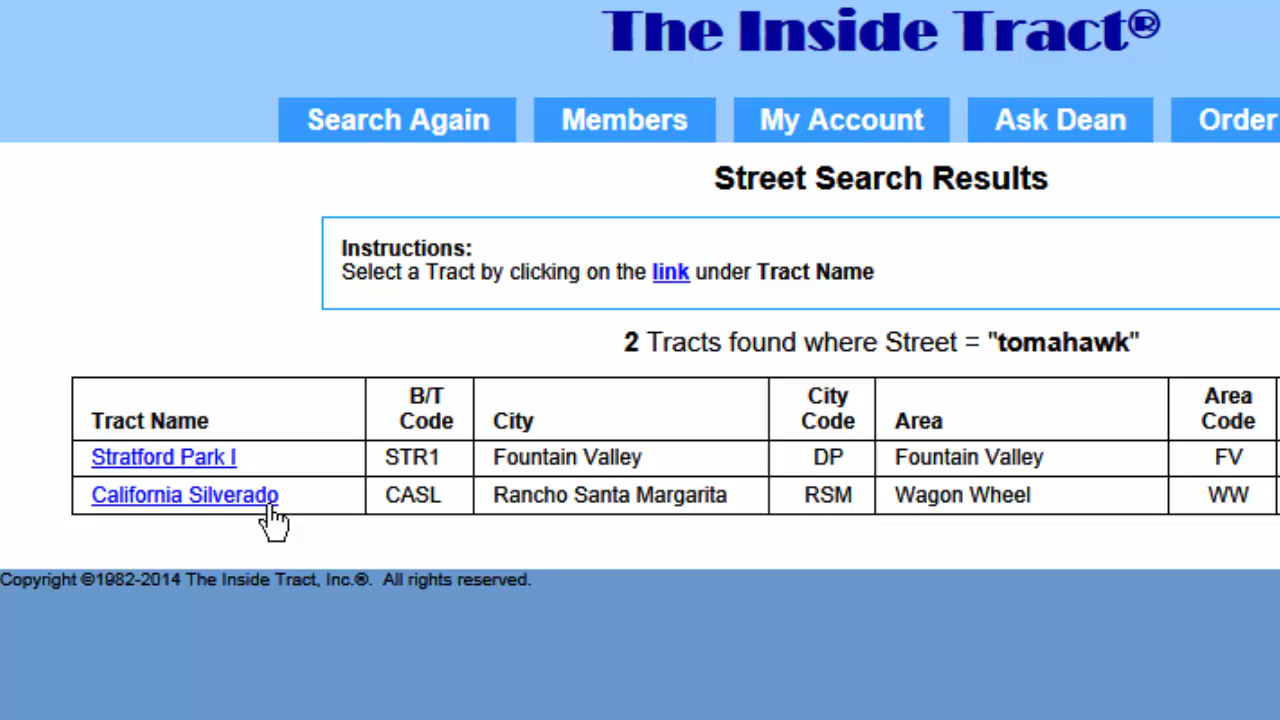 The Inside Tract®
Search Again Members My Account Ask Dean Order
Street Search Results
Instructions:
Select a Tract by clicking on the link under Tract Name
2 Tracts found where Street = "tomahawk"
Tract Name B/T Code City City Code Area Area Code
Stratford Park I STR1 Fountain Valley DP Fountain Valley FV
California Silverado CASL Rancho Santa Margarita RSM Wagon Wheel WW
Copyright ©1982-2014 The Inside Tract, Inc.®. All rights reserved.